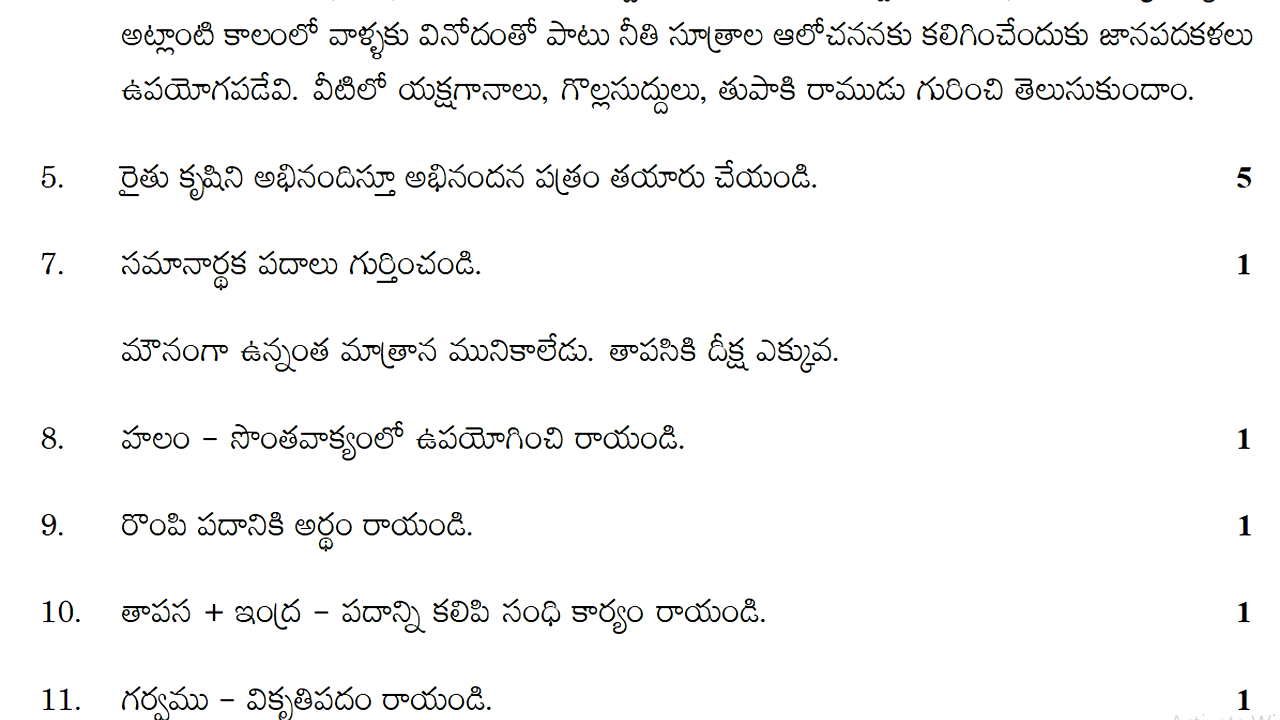 అట్లాంటి కాలంలో వాళ్ళకు వినోదంతో పాటు నీతి సూత్రాల ఆలోచననకు కలిగించేందుకు జానపదకళలు
ఉపయోగపడేవి. వీటిలో యక్షగానాలు, గొల్లసుద్దులు, తుపాకి రాముడు గురించి తెలుసుకుందాం.
5. రైతు కృషిని అభినందిస్తూ అభినందన పత్రం తయారు చేయండి. 5
7. సమానార్థక పదాలు గుర్తించండి. 1
మౌనంగా ఉన్నంత మాత్రాన మునికాలేడు. తాపసికి దీక్ష ఎక్కువ.
8. హలం – సొంతవాక్యంలో ఉపయోగించి రాయండి. 1
9. రొంపి పదానికి అర్థం రాయండి. 1
10. తాపస + ఇంద్ర – పదాన్ని కలిపి సంధి కార్యం రాయండి. 1
11. గర్వము – వికృతిపదం రాయండి. 1